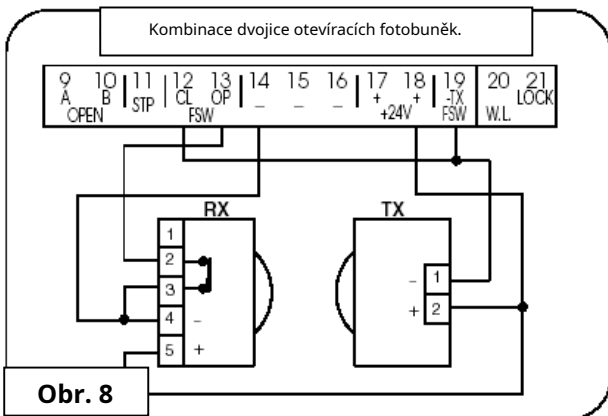 Kombinace dvojice otevíracích fotobuněk.
9 10 11 12 13 14 15 16 17 18 19 20 21
A B STP CL OP _ _ _ + + -TX LOCK
OPEN FSW +24V FSW W.L.
RX TX
1
2
3
4 -
5 +
- 1
+ 2
Obr. 8